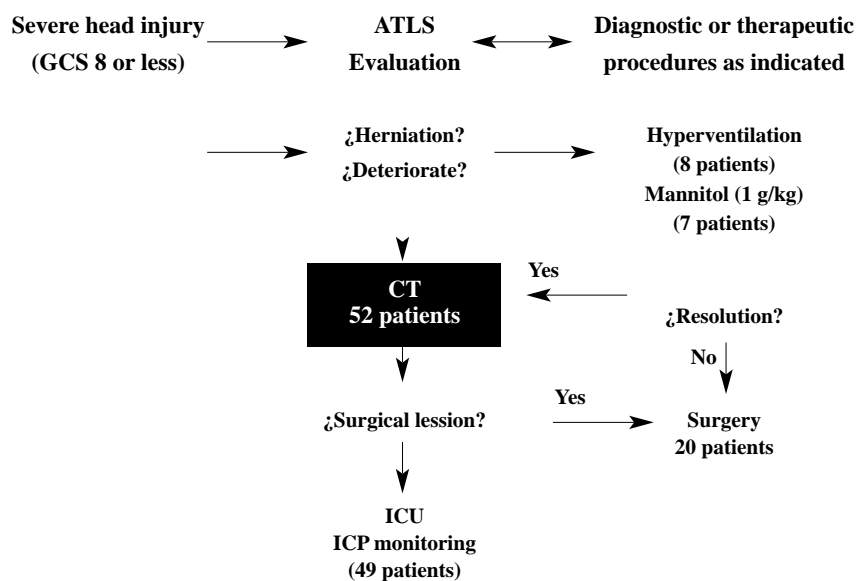 Severe head injury
(GCS 8 or less)
ATLS
Evaluation
Diagnostic or therapeutic
procedures as indicated
¿Herniation?
¿Deteriorate?
Hyperventilation
(8 patients)
Mannitol (1 g/kg)
(7 patients)
CT
52 patients
Yes
¿Resolution?
No
¿Surgical lession?
Yes
Surgery
20 patients
ICU
ICP monitoring
(49 patients)